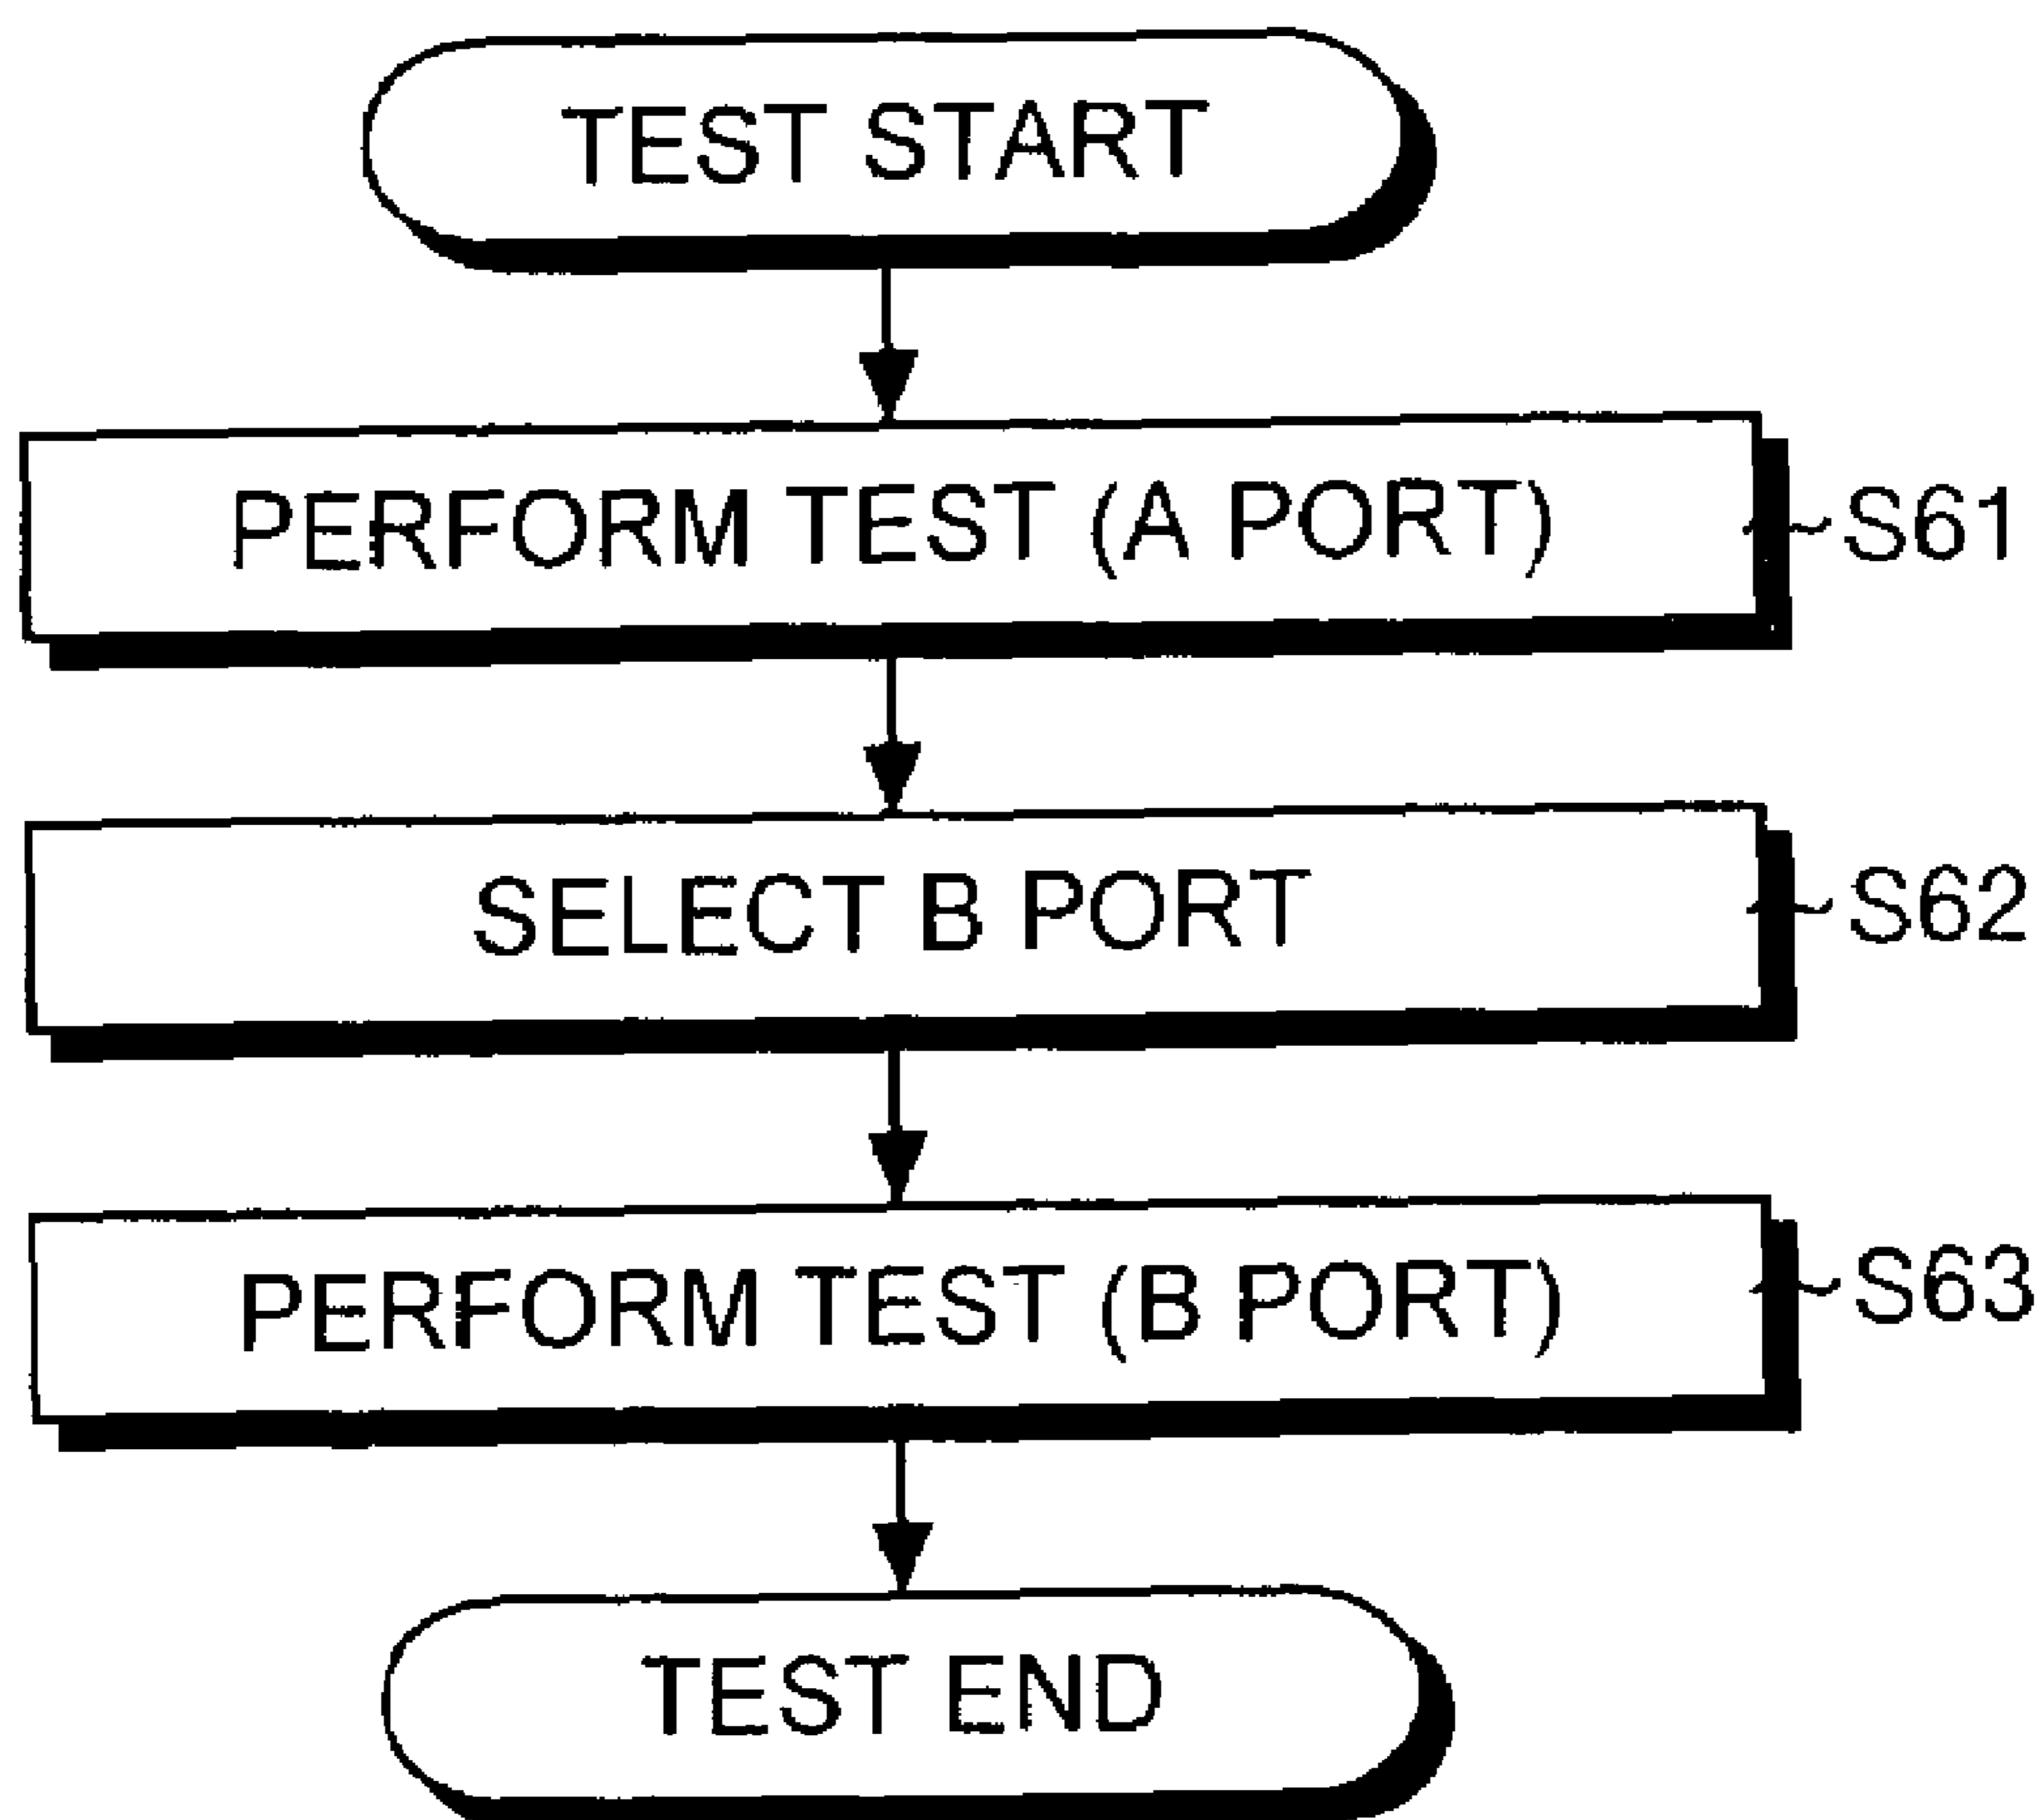 TEST START
PERFORM TEST (A PORT)
S61
SELECT B PORT
S62
PERFORM TEST (B PORT)
S63
TEST END